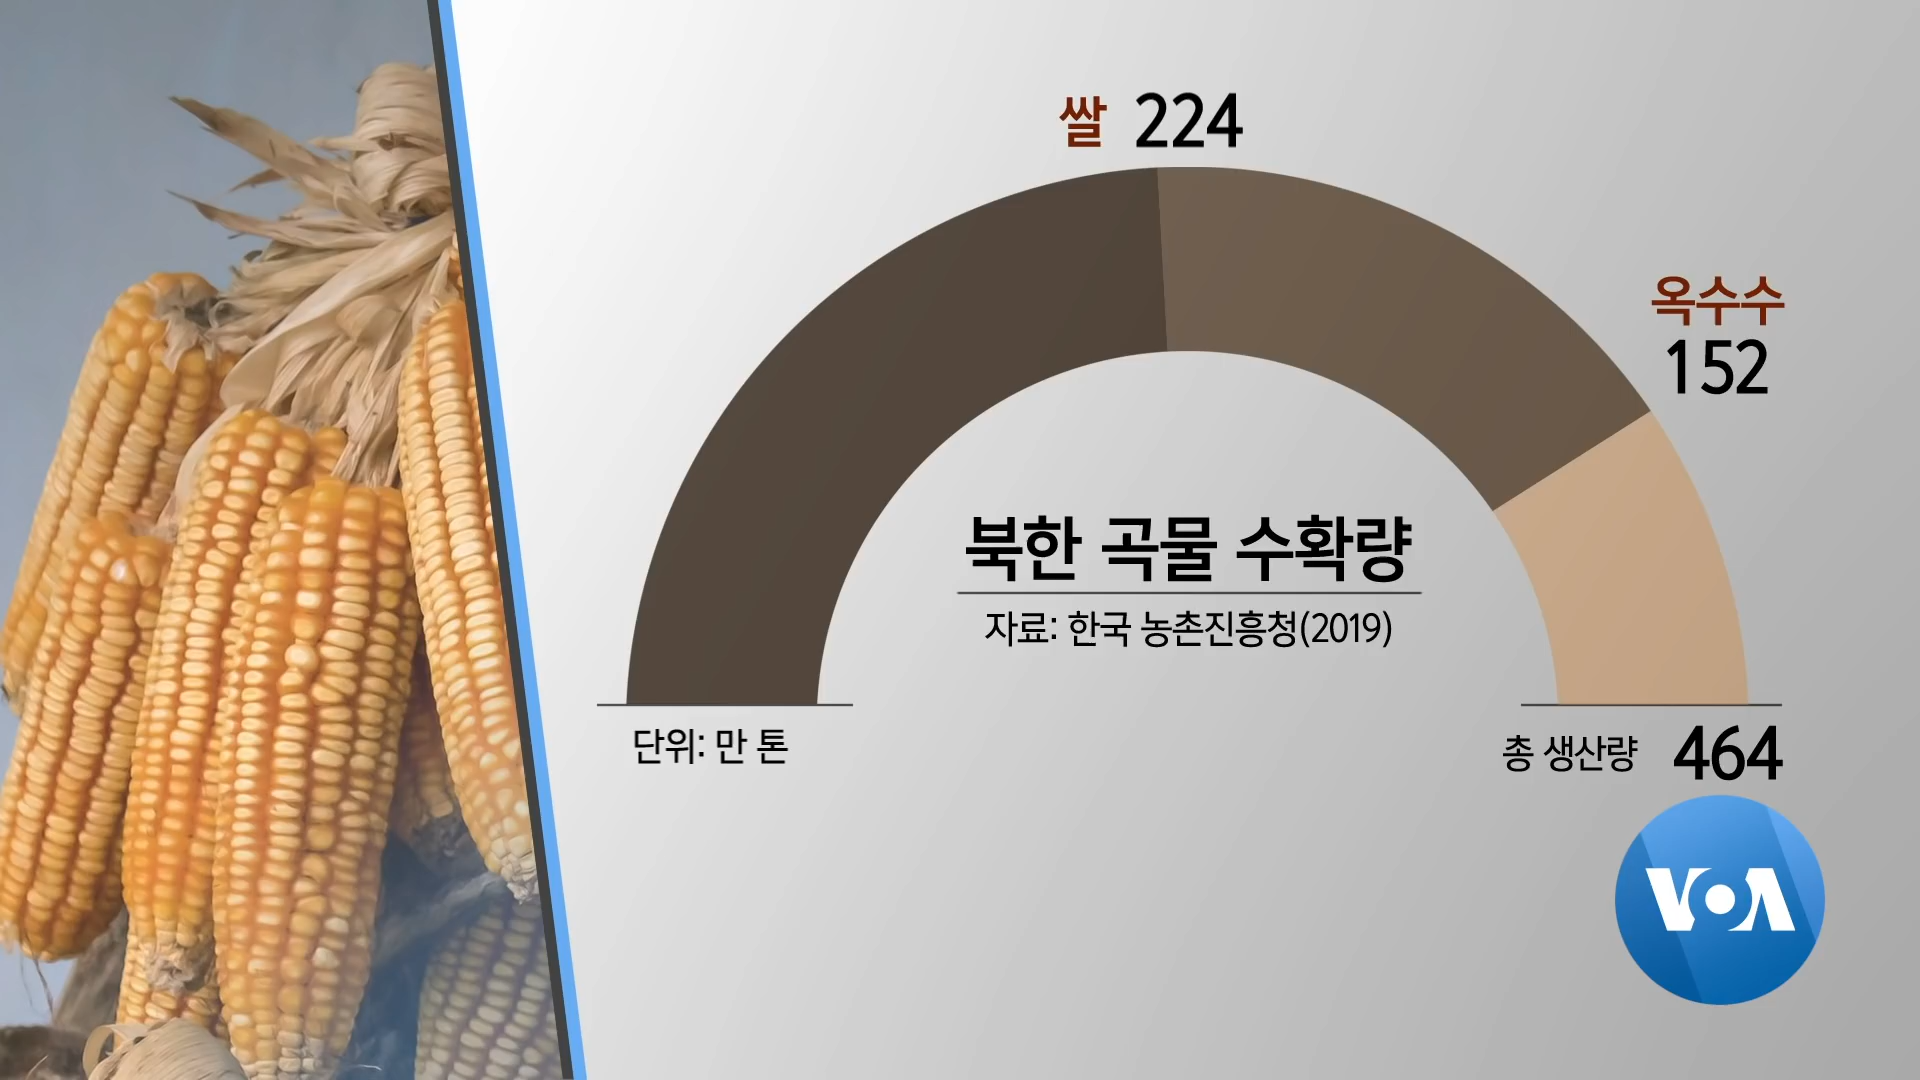 쌀 224
옥수수
152
북한 곡물 수확량
자료: 한국 농촌진흥청(2019)
단위: 만 톤
총 생산량 464
VOA